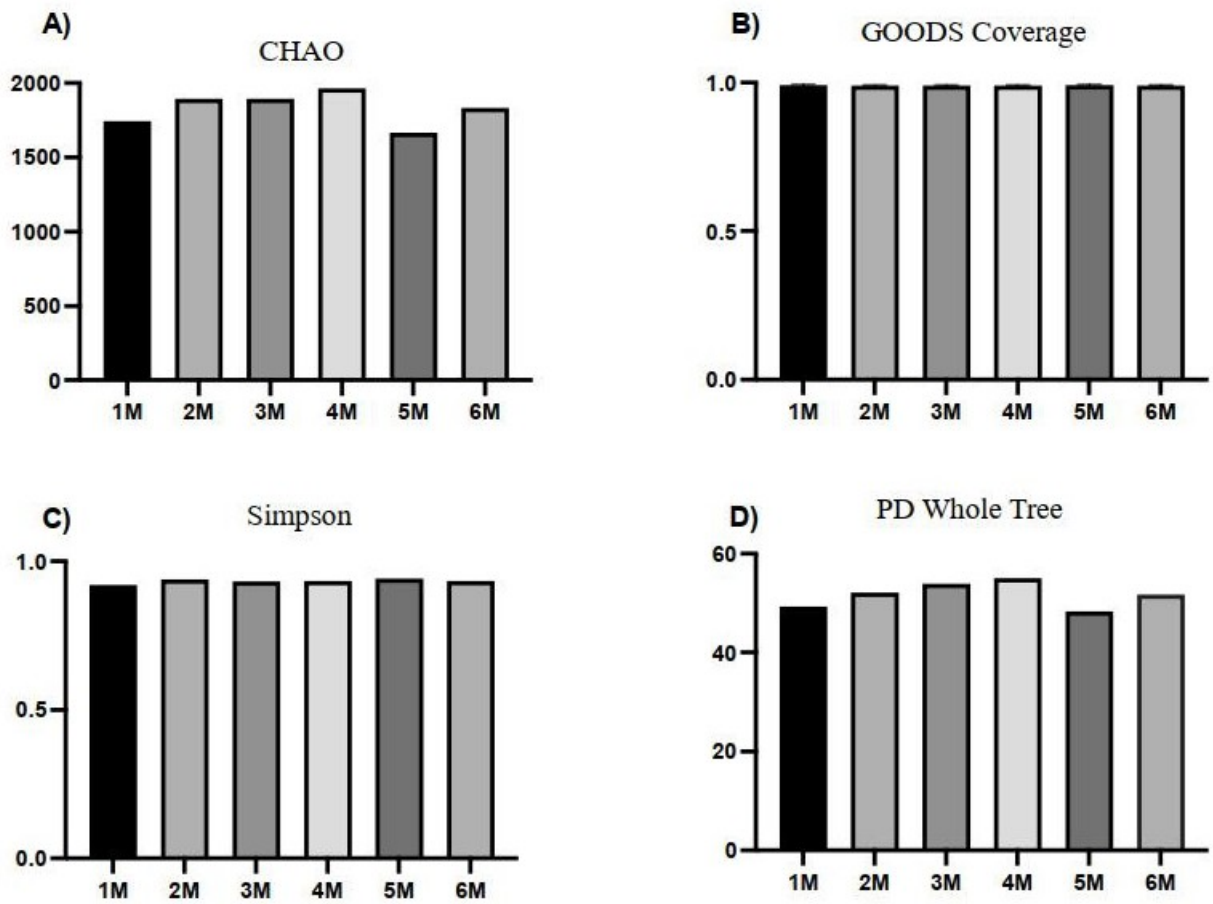 A)
CHAO
2000
1500
1000
500
0
1M 2M 3M 4M 5M 6M
B)
GOODS Coverage
1.0
0.5
0.0
1M 2M 3M 4M 5M 6M
C)
Simpson
1.0
0.5
0.0
1M 2M 3M 4M 5M 6M
D)
PD Whole Tree
60
40
20
0
1M 2M 3M 4M 5M 6M